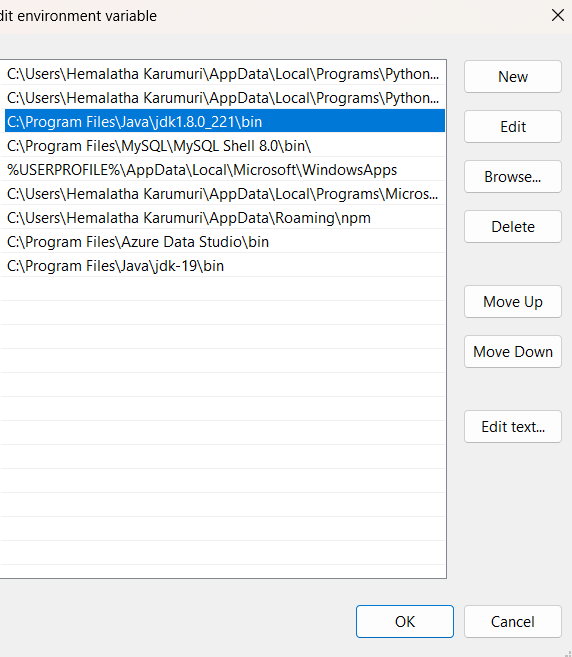 dit environment variable
C:\Users\Hemalatha Karumuri\AppData\Local\Programs\Python...
C:\Users\Hemalatha Karumuri\AppData\Local\Programs\Python...
C:\Program Files\Java\jdk1.8.0_221\bin
C:\Program Files\MySQL\MySQL Shell 8.0\bin\
%USERPROFILE%\AppData\Local\Microsoft\WindowsApps
C:\Users\Hemalatha Karumuri\AppData\Local\Programs\Micros...
C:\Users\Hemalatha Karumuri\AppData\Roaming\npm
C:\Program Files\Azure Data Studio\bin
C:\Program Files\Java\jdk-19\bin
New
Edit
Browse...
Delete
Move Up
Move Down
Edit text...
OK
Cancel